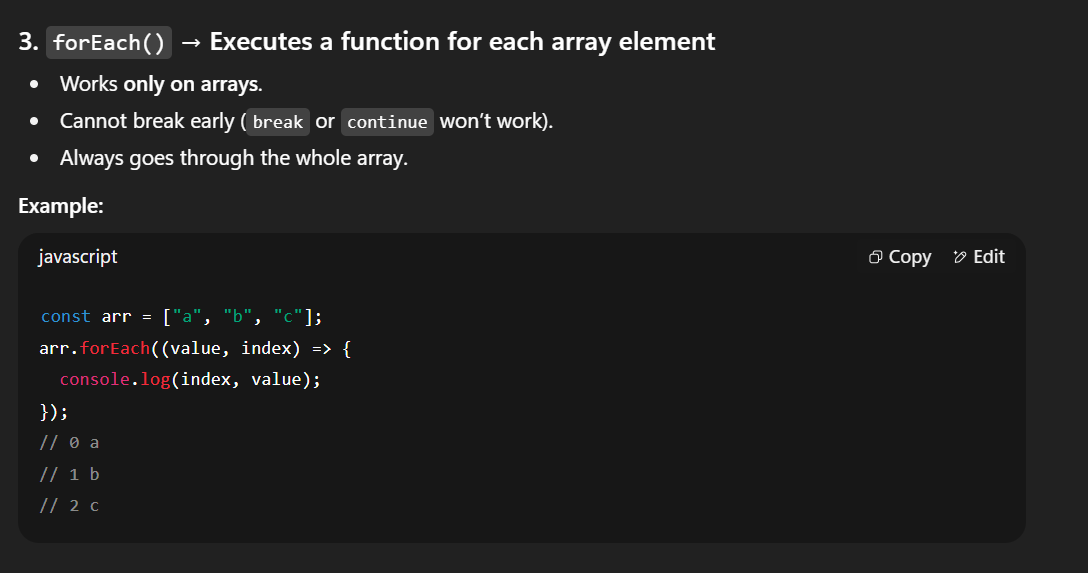 3. forEach() → Executes a function for each array element
• Works only on arrays.
• Cannot break early (break or continue won’t work).
• Always goes through the whole array.
Example:
javascript Copy Edit
const arr = ["a", "b", "c"];
arr.forEach((value, index) => {
  console.log(index, value);
});
// 0 a
// 1 b
// 2 c